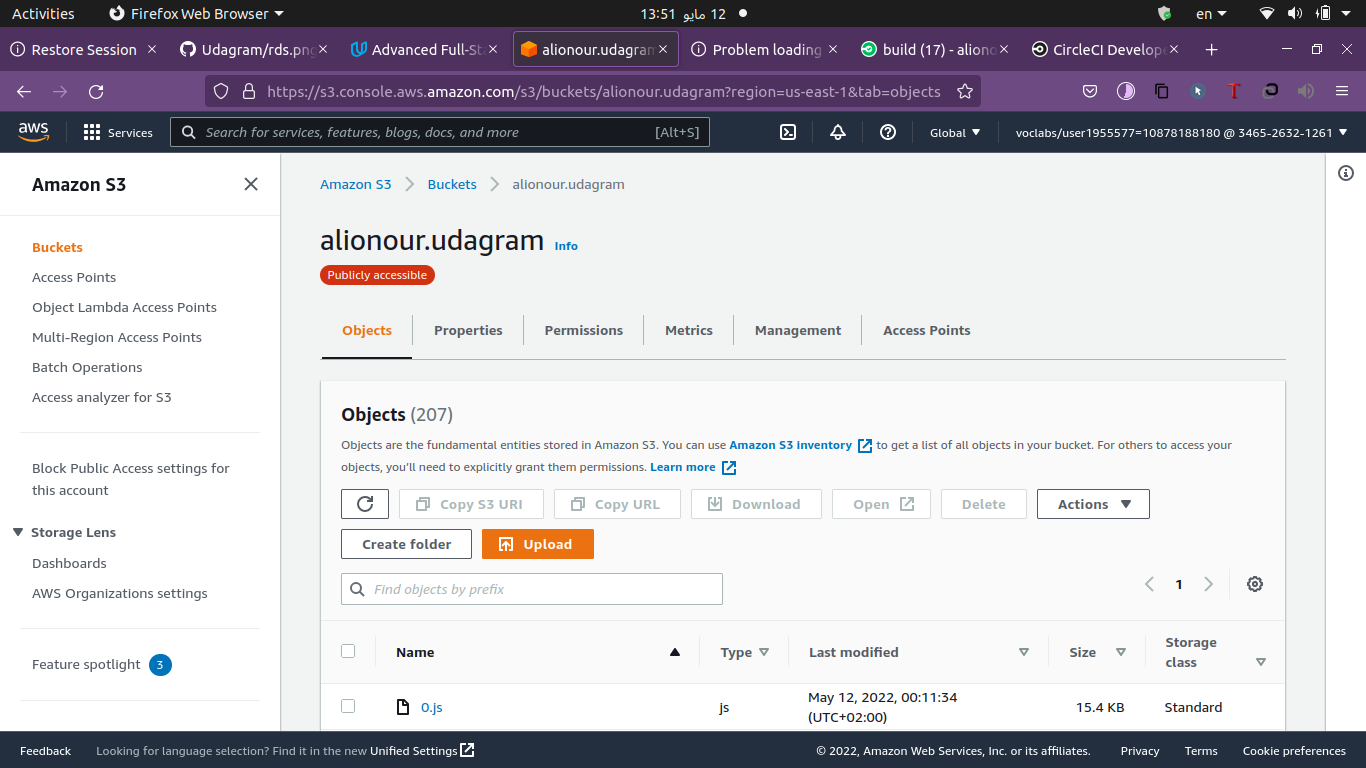 Activities
Firefox Web Browser
13:51 مايو 12
en
Restore Session
Udagram/rds.png
Advanced Full-St
alionour.udagram
Problem loading
build (17) - aliono
CircleCI Develope
https://s3.console.aws.amazon.com/s3/buckets/alionour.udagram?region=us-east-1&tab=objects
aws
Services
Search for services, features, blogs, docs, and more [Alt+S]
Global
voclabs/user1955577=10878188180 @ 3465-2632-1261
Amazon S3
Buckets
Access Points
Object Lambda Access Points
Multi-Region Access Points
Batch Operations
Access analyzer for S3
Block Public Access settings for
this account
Storage Lens
Dashboards
AWS Organizations settings
Feature spotlight 3
Amazon S3 Buckets alionour.udagram
alionour.udagram Info
Publicly accessible
Objects Properties Permissions Metrics Management Access Points
Objects (207)
Objects are the fundamental entities stored in Amazon S3. You can use Amazon S3 inventory to get a list of all objects in your bucket. For others to access your
objects, you'll need to explicitly grant them permissions. Learn more
Copy S3 URI Copy URL Download Open Delete Actions
Create folder Upload
Find objects by prefix
1
Name Type Last modified Size Storage
class
0.js js May 12, 2022, 00:11:34
(UTC+02:00) 15.4 KB Standard
Feedback Looking for language selection? Find it in the new Unified Settings © 2022, Amazon Web Services, Inc. or its affiliates. Privacy Terms Cookie preferences